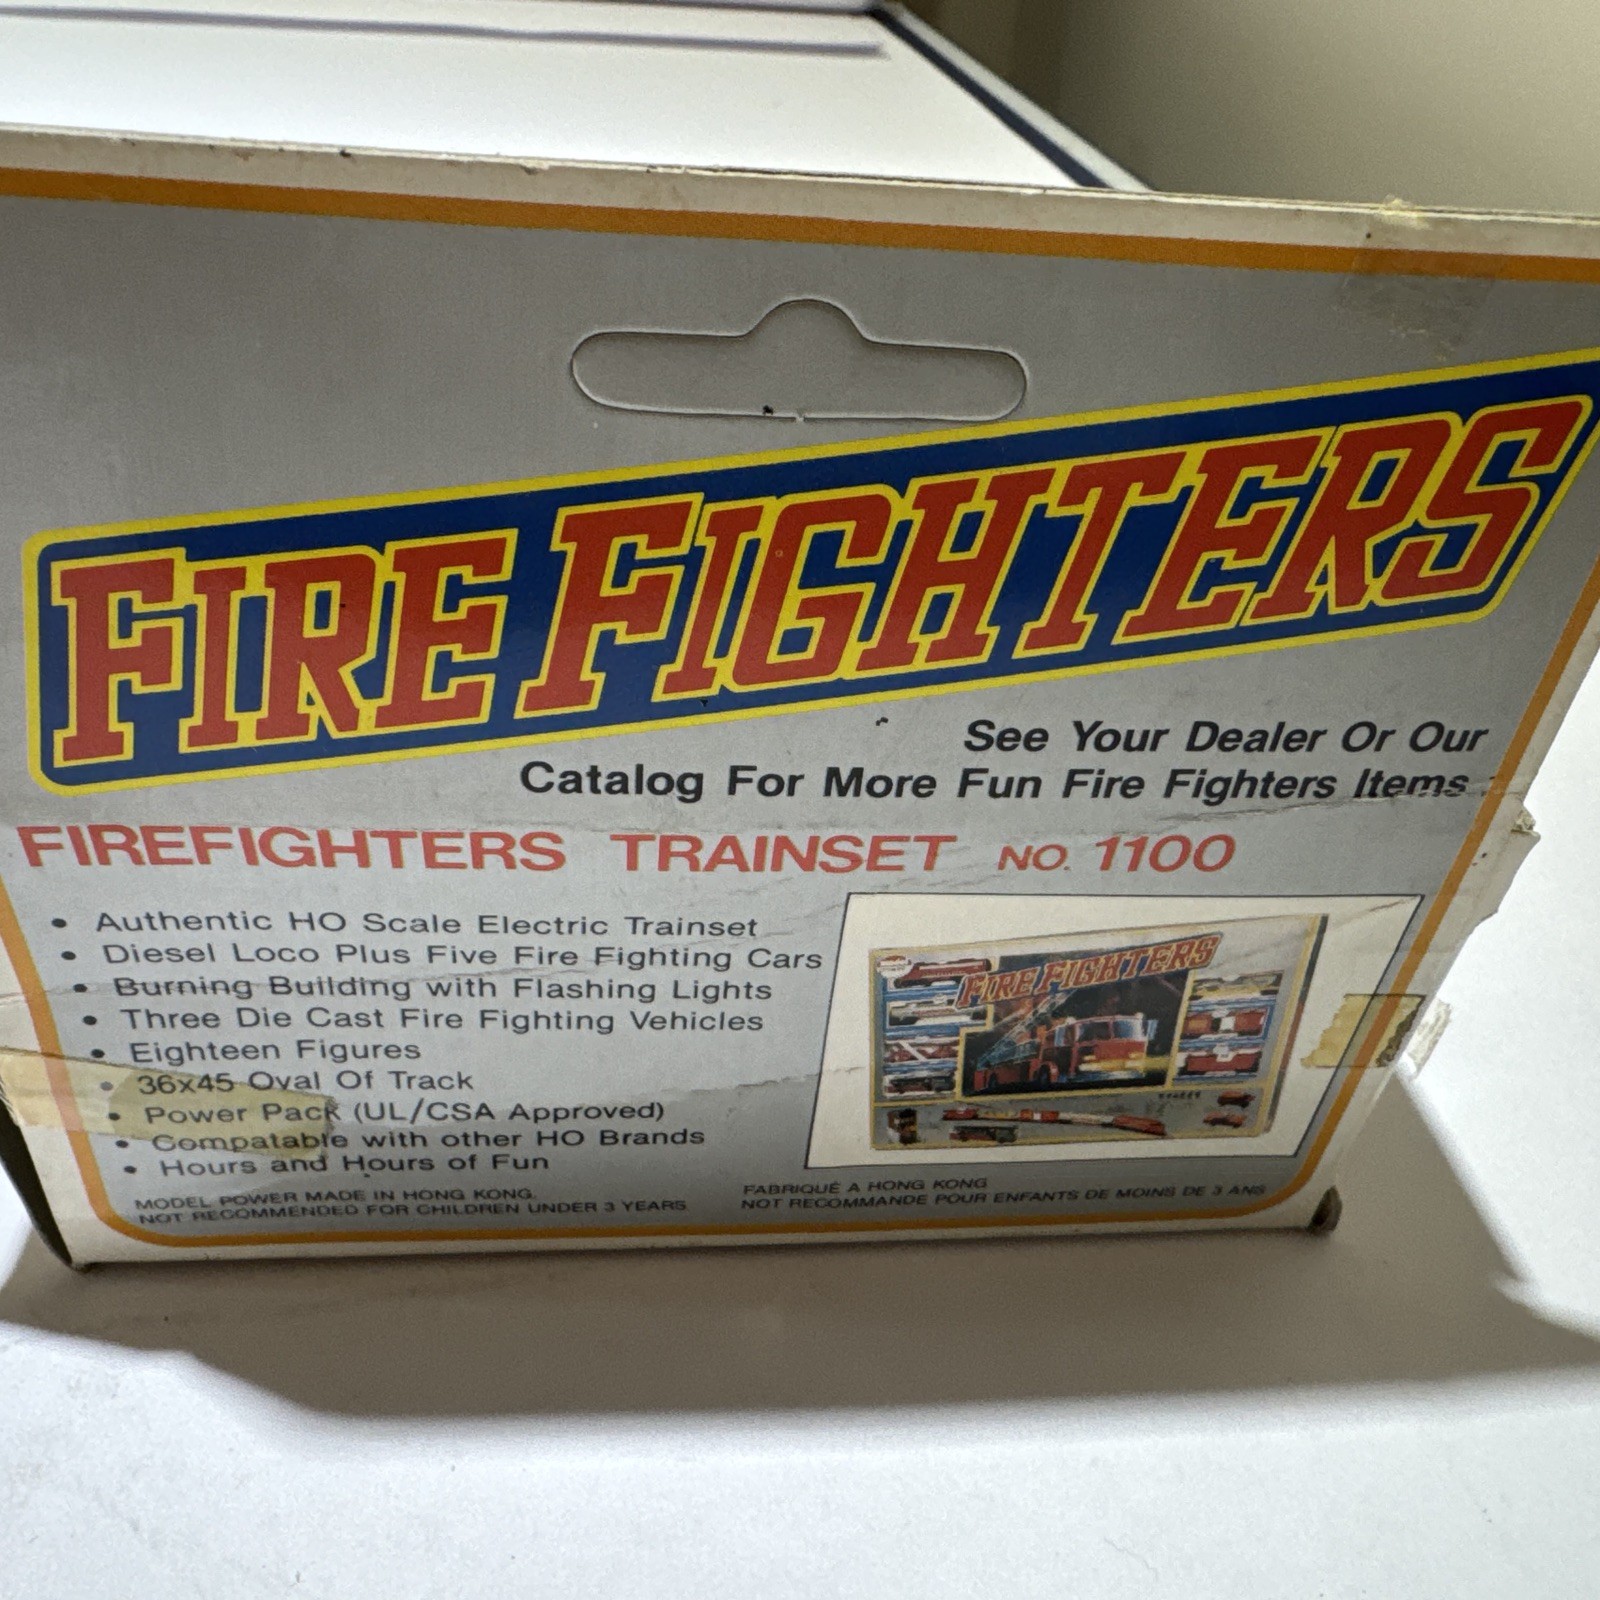 FIRE FIGHTERS
See Your Dealer Or Our
Catalog For More Fun Fire Fighters Items.
FIREFIGHTERS TRAINSET NO. 1100
• Authentic HO Scale Electric Trainset
• Diesel Loco Plus Five Fire Fighting Cars
• Burning Building with Flashing Lights
• Three Die Cast Fire Fighting Vehicles
• Eighteen Figures
• 36x45 Oval Of Track
• Power Pack (UL/CSA Approved)
• Compatable with other HO Brands
• Hours and Hours of Fun
FIRE FIGHTERS
MODEL POWER MADE IN HONG KONG.
NOT RECOMMENDED FOR CHILDREN UNDER 3 YEARS
FABRIQUÉ A HONG KONG
NOT RECOMMANDE POUR ENFANTS DE MOINS DE 3 ANS